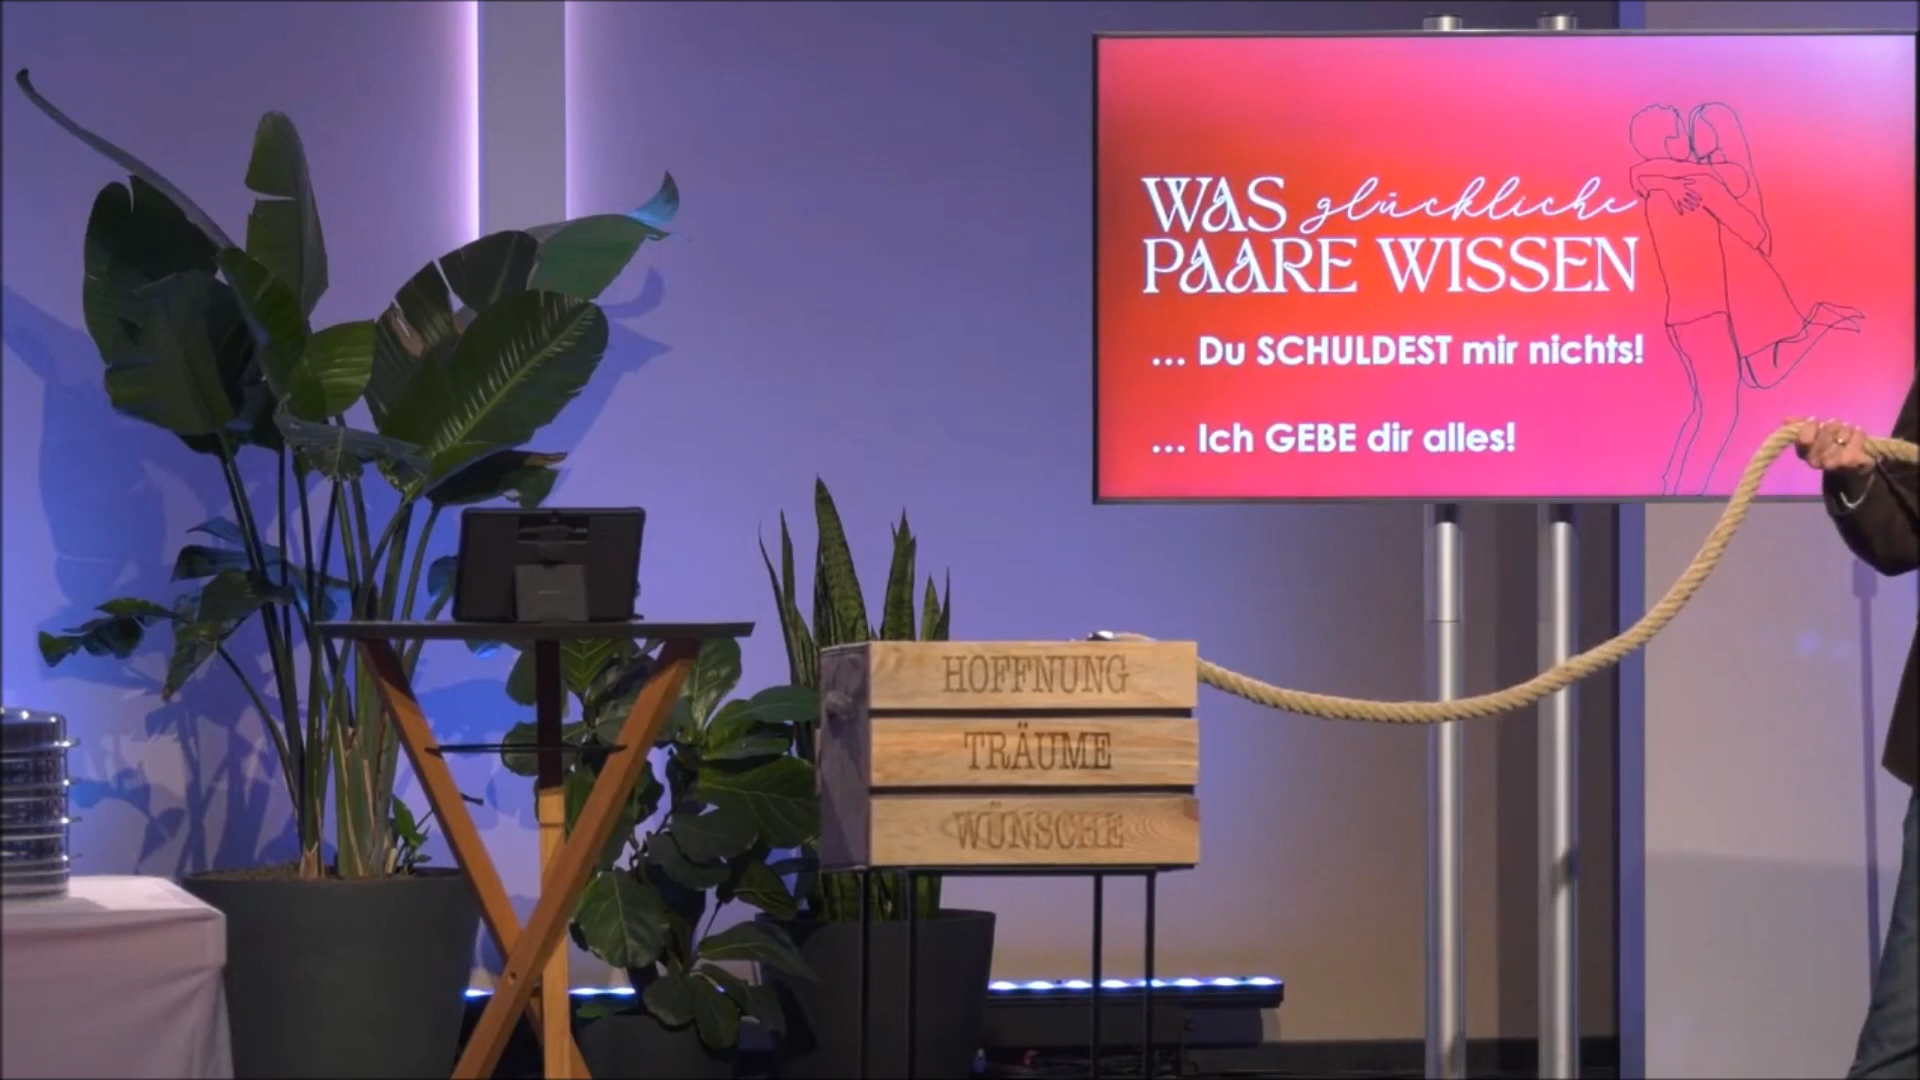 WAS glückliche
PAARE WISSEN
... Du SCHULDEST mir nichts!
... Ich GEBE dir alles!
HOFFNUNG
TRÄUME
WÜNSCHE